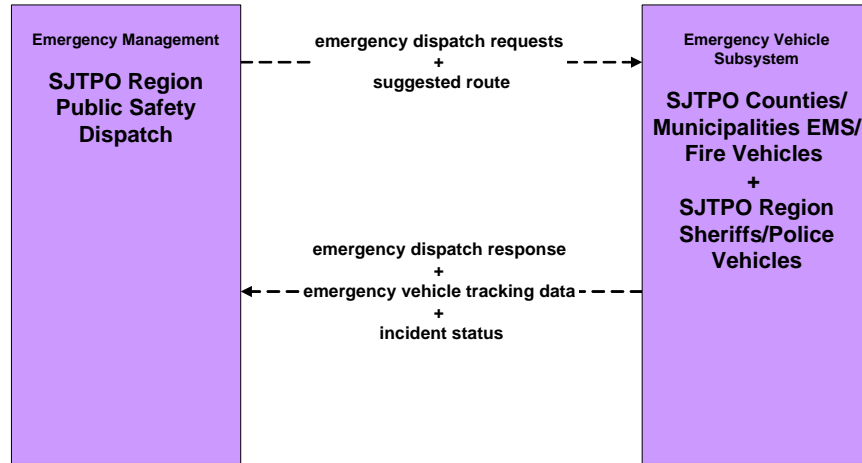 Emergency Management
SJTPO Region
Public Safety
Dispatch
emergency dispatch requests
+
suggested route
emergency dispatch response
+
emergency vehicle tracking data
+
incident status
Emergency Vehicle
Subsystem
SJTPO Counties/
Municipalities EMS/
Fire Vehicles
+
SJTPO Region
Sheriffs/Police
Vehicles